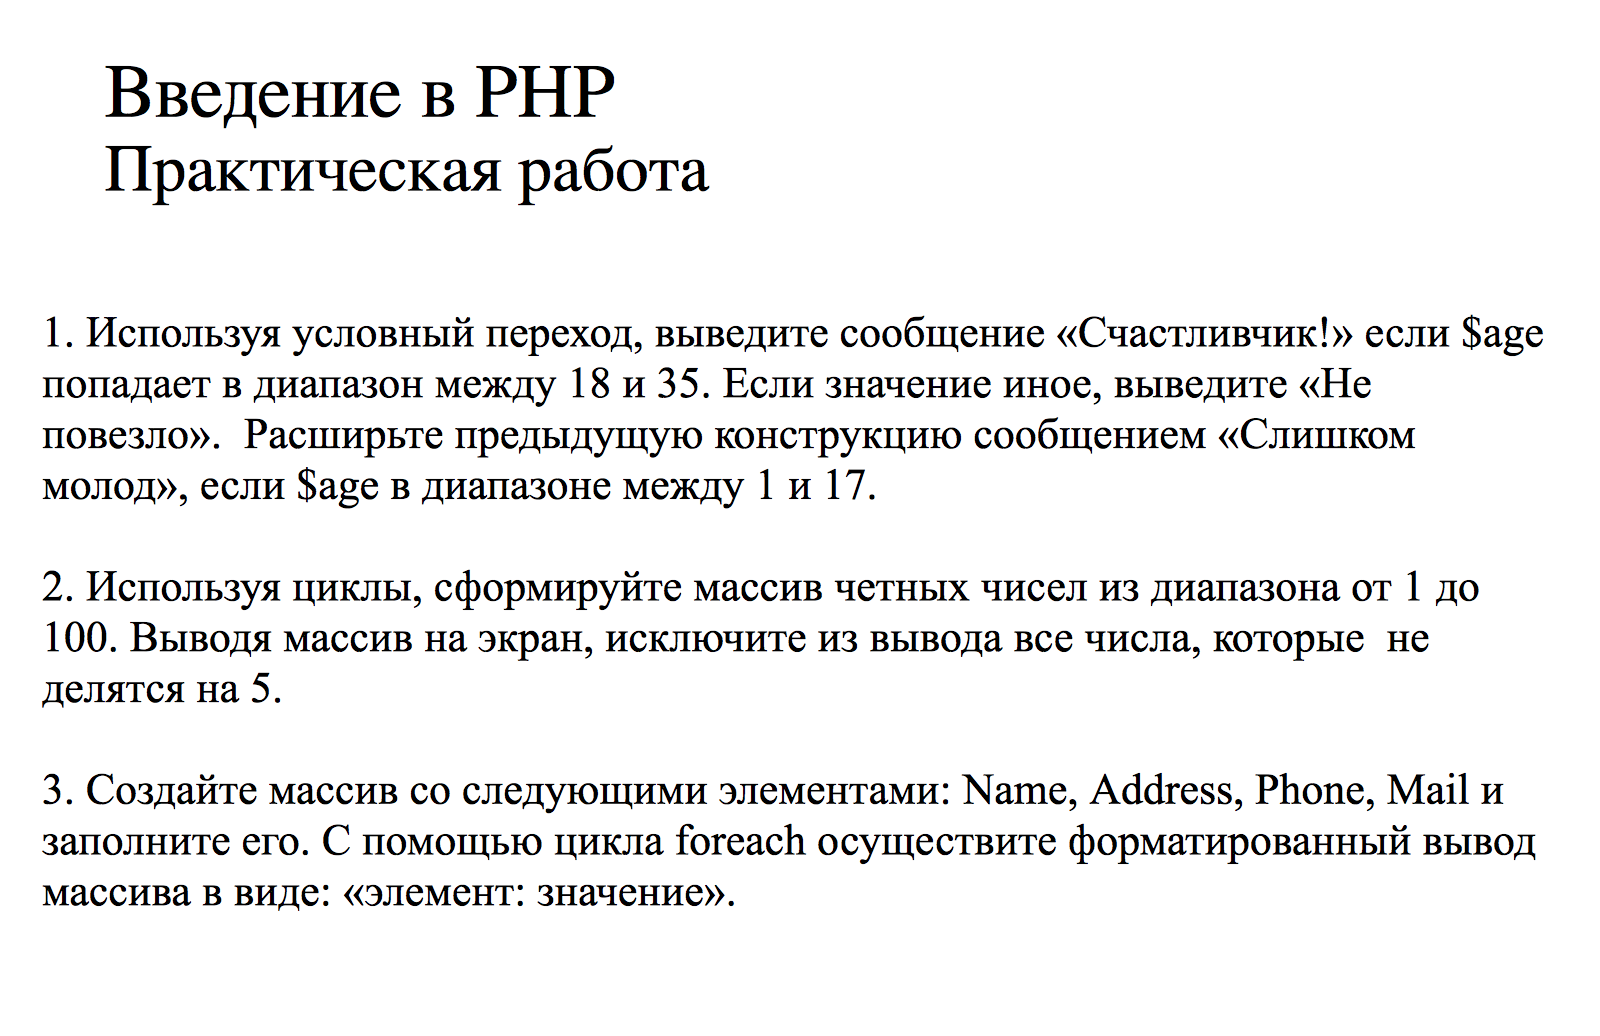 Введение в PHP
Практическая работа
1. Используя условный переход, выведите сообщение «Счастливчик!» если $age
попадает в диапазон между 18 и 35. Если значение иное, выведите «Не
повезло».  Расширьте предыдущую конструкцию сообщением «Слишком
молод», если $age в диапазоне между 1 и 17.
2. Используя циклы, сформируйте массив четных чисел из диапазона от 1 до
100. Выводя массив на экран, исключите из вывода все числа, которые  не
делятся на 5.
3. Создайте массив со следующими элементами: Name, Address, Phone, Mail и
заполните его. С помощью цикла foreach осуществите форматированный вывод
массива в виде: «элемент: значение».